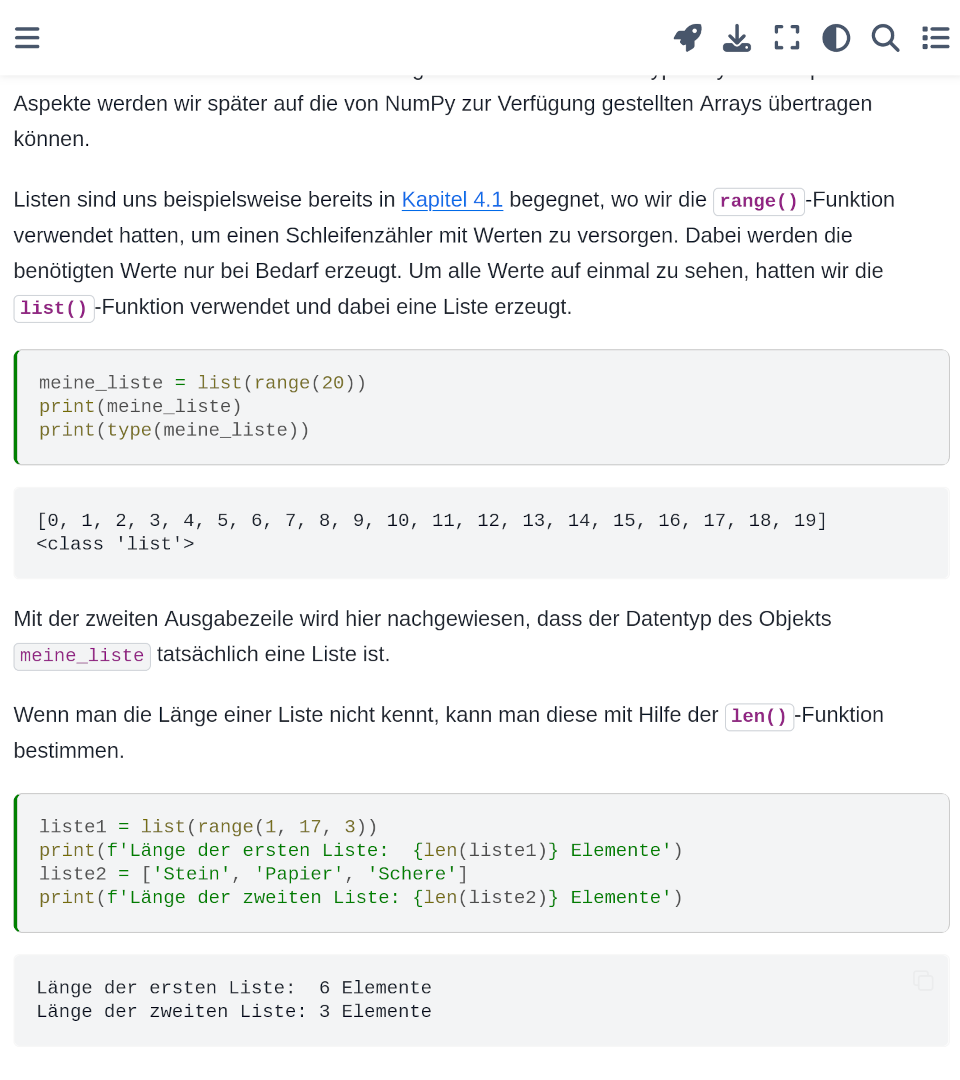 Aspekte werden wir später auf die von NumPy zur Verfügung gestellten Arrays übertragen
können.
Listen sind uns beispielsweise bereits in Kapitel 4.1 begegnet, wo wir die range()-Funktion
verwendet hatten, um einen Schleifenzähler mit Werten zu versorgen. Dabei werden die
benötigten Werte nur bei Bedarf erzeugt. Um alle Werte auf einmal zu sehen, hatten wir die
list()-Funktion verwendet und dabei eine Liste erzeugt.
meine_liste = list(range(20))
print(meine_liste)
print(type(meine_liste))
[0, 1, 2, 3, 4, 5, 6, 7, 8, 9, 10, 11, 12, 13, 14, 15, 16, 17, 18, 19]
<class 'list'>
Mit der zweiten Ausgabezeile wird hier nachgewiesen, dass der Datentyp des Objekts
meine_liste tatsächlich eine Liste ist.
Wenn man die Länge einer Liste nicht kennt, kann man diese mit Hilfe der len()-Funktion
bestimmen.
liste1 = list(range(1, 17, 3))
print(f'Länge der ersten Liste:  {len(liste1)} Elemente')
liste2 = ['Stein', 'Papier', 'Schere']
print(f'Länge der zweiten Liste: {len(liste2)} Elemente')
Länge der ersten Liste:  6 Elemente
Länge der zweiten Liste: 3 Elemente